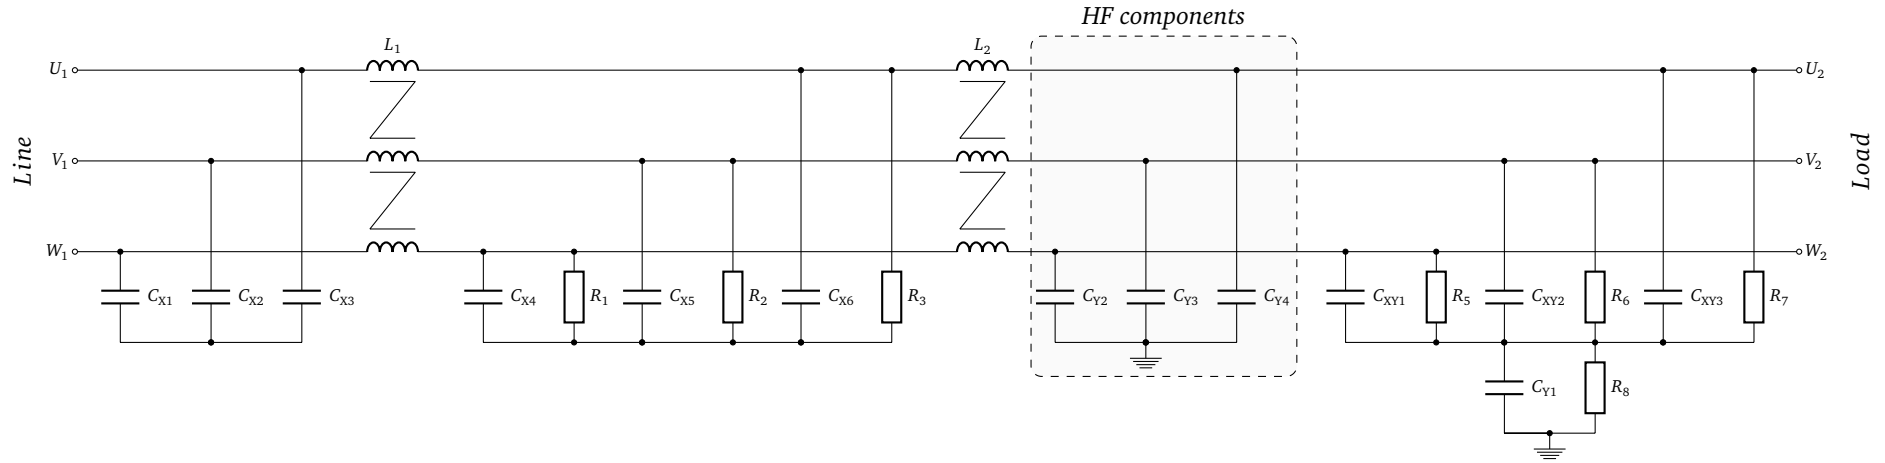 HF components
L1
L2
U1
U2
Line
V1
V2
Load
W1
W2
CX1
CX2
CX3
CX4
R1
CX5
R2
CX6
R3
CY2
CY3
CY4
CXY1
R5
CXY2
R6
CXY3
R7
CY1
R8